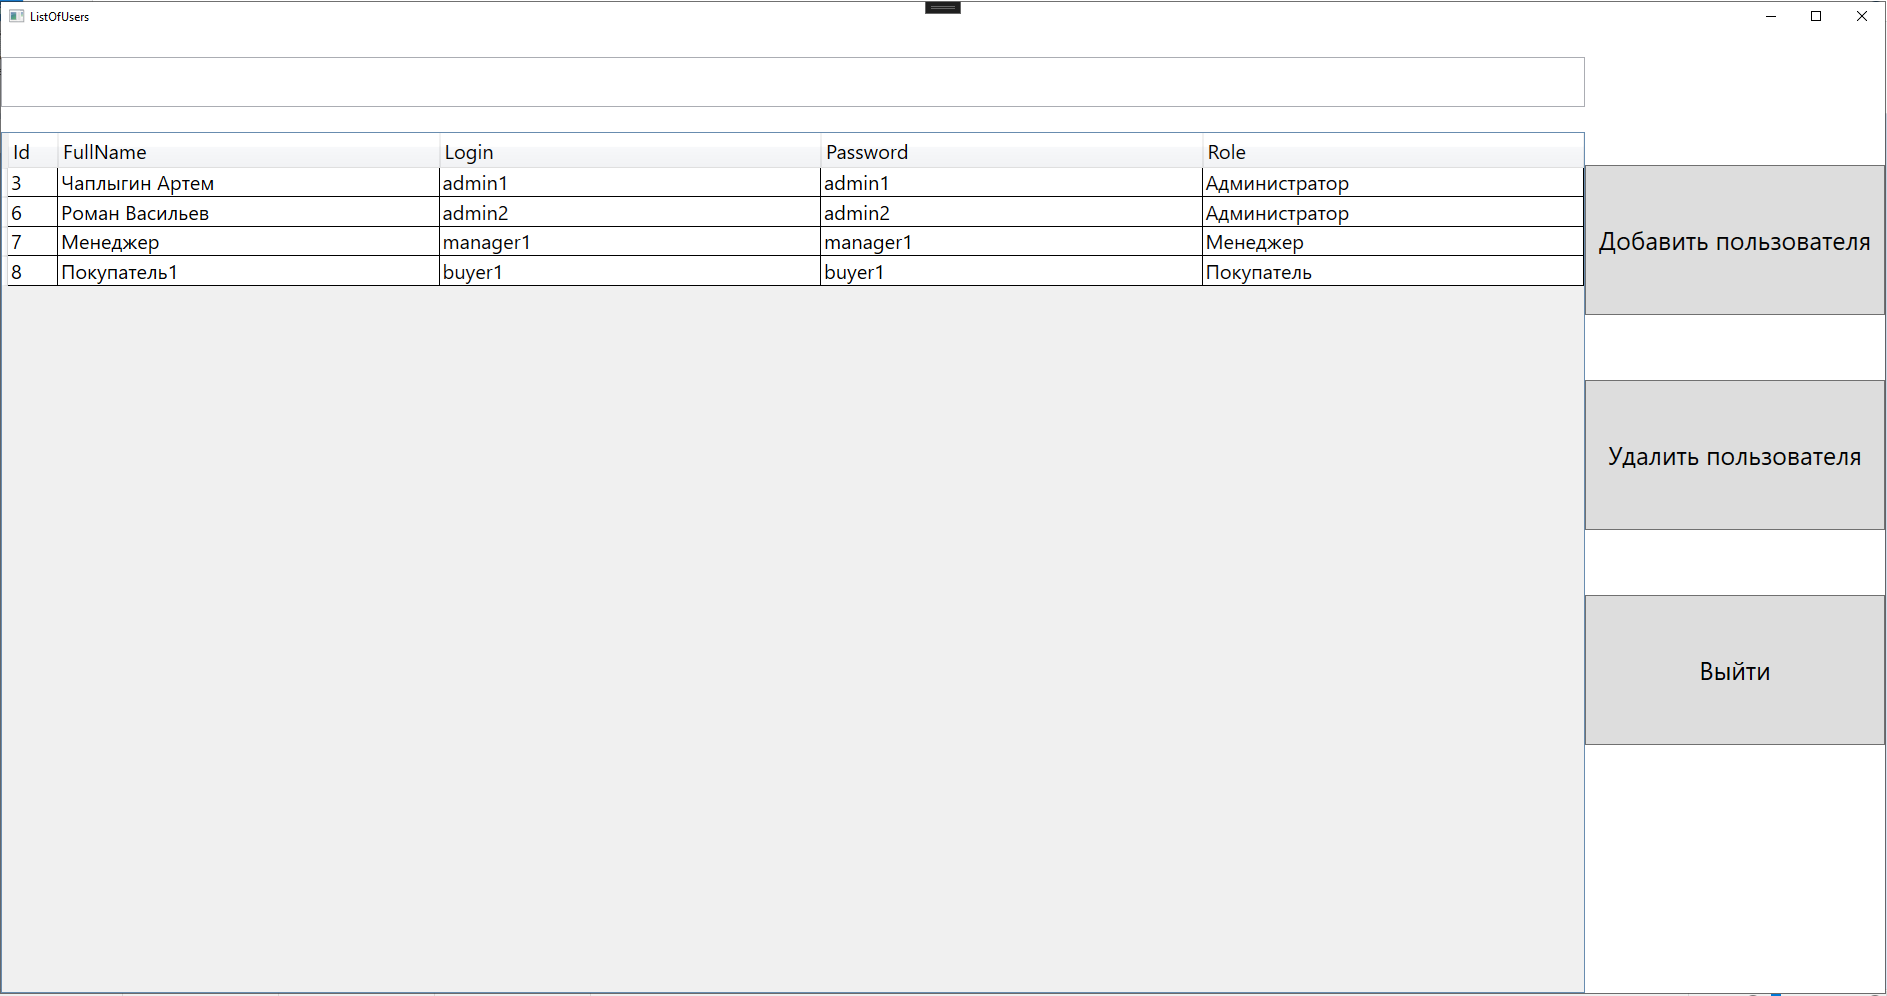 ListOfUsers
Id FullName Login Password Role
3 Чаплыгин Артем admin1 admin1 Администратор
6 Роман Васильев admin2 admin2 Администратор
7 Менеджер manager1 manager1 Менеджер
8 Покупатель1 buyer1 buyer1 Покупатель
Добавить пользователя
Удалить пользователя
Выйти